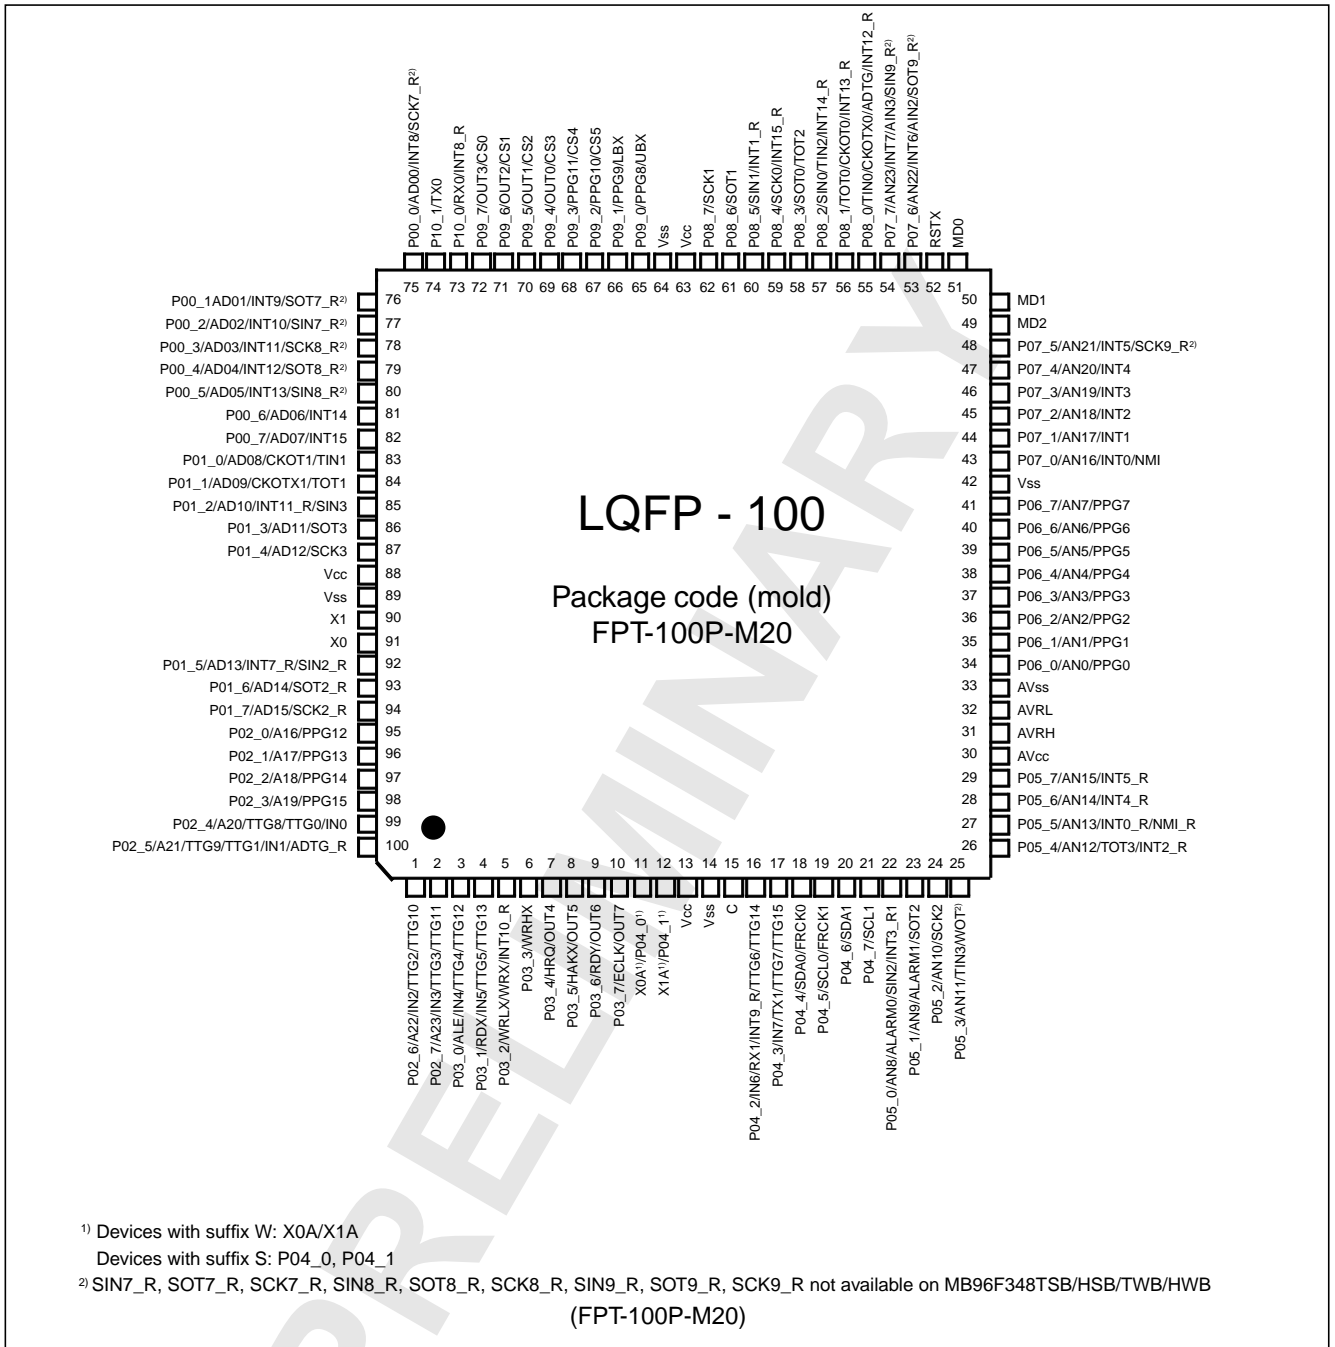 P00_0/AD00/INT8/SCK7_R2)
P10_1/TX0
P10_0/RX0/INT8_R
P09_7/OUT3/CS0
P09_6/OUT2/CS1
P09_5/OUT1/CS2
P09_4/OUT0/CS3
P09_3/PPG11/CS4
P09_2/PPG10/CS5
P09_1/PPG9/LBX
P09_0/PPG8/UBX
Vss
Vcc
P08_7/SCK1
P08_6/SOT1
P08_5/SIN1/INT1_R
P08_4/SCK0/INT15_R
P08_3/SOT0/TOT2
P08_2/SIN0/TIN2/INT14_R
P08_1/TOT0/CKOT0/INT13_R
P08_0/TIN0/CKOTX0/ADTG/INT12_R
P07_7/AN23/INT7/AIN3/SIN9_R2)
P07_6/AN22/INT6/AIN2/SOT9_R2)
RSTX
MD0
75 74 73 72 71 70 69 68 67 66 65 64 63 62 61 60 59 58 57 56 55 54 53 52 51
P00_1AD01/INT9/SOT7_R2) 76
P00_2/AD02/INT10/SIN7_R2) 77
P00_3/AD03/INT11/SCK8_R2) 78
P00_4/AD04/INT12/SOT8_R2) 79
P00_5/AD05/INT13/SIN8_R2) 80
P00_6/AD06/INT14 81
P00_7/AD07/INT15 82
P01_0/AD08/CKOT1/TIN1 83
P01_1/AD09/CKOTX1/TOT1 84
P01_2/AD10/INT11_R/SIN3 85
P01_3/AD11/SOT3 86
P01_4/AD12/SCK3 87
Vcc 88
Vss 89
X1 90
X0 91
P01_5/AD13/INT7_R/SIN2_R 92
P01_6/AD14/SOT2_R 93
P01_7/AD15/SCK2_R 94
P02_0/A16/PPG12 95
P02_1/A17/PPG13 96
P02_2/A18/PPG14 97
P02_3/A19/PPG15 98
P02_4/A20/TTG8/TTG0/IN0 99
P02_5/A21/TTG9/TTG1/IN1/ADTG_R 100
LQFP - 100
Package code (mold)
FPT-100P-M20
50 MD1
49 MD2
48 P07_5/AN21/INT5/SCK9_R2)
47 P07_4/AN20/INT4
46 P07_3/AN19/INT3
45 P07_2/AN18/INT2
44 P07_1/AN17/INT1
43 P07_0/AN16/INT0/NMI
42 Vss
41 P06_7/AN7/PPG7
40 P06_6/AN6/PPG6
39 P06_5/AN5/PPG5
38 P06_4/AN4/PPG4
37 P06_3/AN3/PPG3
36 P06_2/AN2/PPG2
35 P06_1/AN1/PPG1
34 P06_0/AN0/PPG0
33 AVss
32 AVRL
31 AVRH
30 AVcc
29 P05_7/AN15/INT5_R
28 P05_6/AN14/INT4_R
27 P05_5/AN13/INT0_R/NMI_R
26 P05_4/AN12/TOT3/INT2_R
1 2 3 4 5 6 7 8 9 10 11 12 13 14 15 16 17 18 19 20 21 22 23 24 25
P02_6/A22/IN2/TTG2/TTG10
P02_7/A23/IN3/TTG3/TTG11
P03_0/ALE/IN4/TTG4/TTG12
P03_1/RDX/IN5/TTG5/TTG13
P03_2/WRLX/WRX/INT10_R
P03_3/WRHX
P03_4/HRQ/OUT4
P03_5/HAKX/OUT5
P03_6/RDY/OUT6
P03_7/ECLK/OUT7
X0A1)/P04_01)
X1A1)/P04_11)
Vcc
Vss
C
P04_2/IN6/RX1/INT9_R/TTG6/TTG14
P04_3/IN7/TX1/TTG7/TTG15
P04_4/SDA0/FRCK0
P04_5/SCL0/FRCK1
P04_6/SDA1
P04_7/SCL1
P05_0/AN8/ALARM0/SIN2/INT3_R1
P05_1/AN9/ALARM1/SOT2
P05_2/AN10/SCK2
P05_3/AN11/TIN3/WOT2)
PRELIMINARY
1) Devices with suffix W: X0A/X1A
Devices with suffix S: P04_0, P04_1
2) SIN7_R, SOT7_R, SCK7_R, SIN8_R, SOT8_R, SCK8_R, SIN9_R, SOT9_R, SCK9_R not available on MB96F348TSB/HSB/TWB/HWB
(FPT-100P-M20)